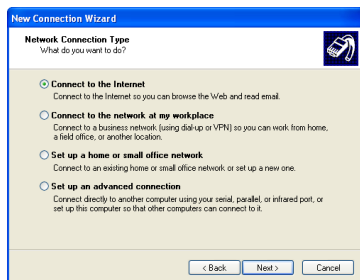 New Connection Wizard
Network Connection Type
What do you want to do?
Connect to the Internet
Connect to the Internet so you can browse the Web and read email.
Connect to the network at my workplace
Connect to a business network (using dial-up or VPN) so you can work from home,
a field office, or another location.
Set up a home or small office network
Connect to an existing home or small office network or set up a new one.
Set up an advanced connection
Connect directly to another computer using your serial, parallel, or infrared port, or
set up this computer so that other computers can connect to it.
< Back
Next >
Cancel